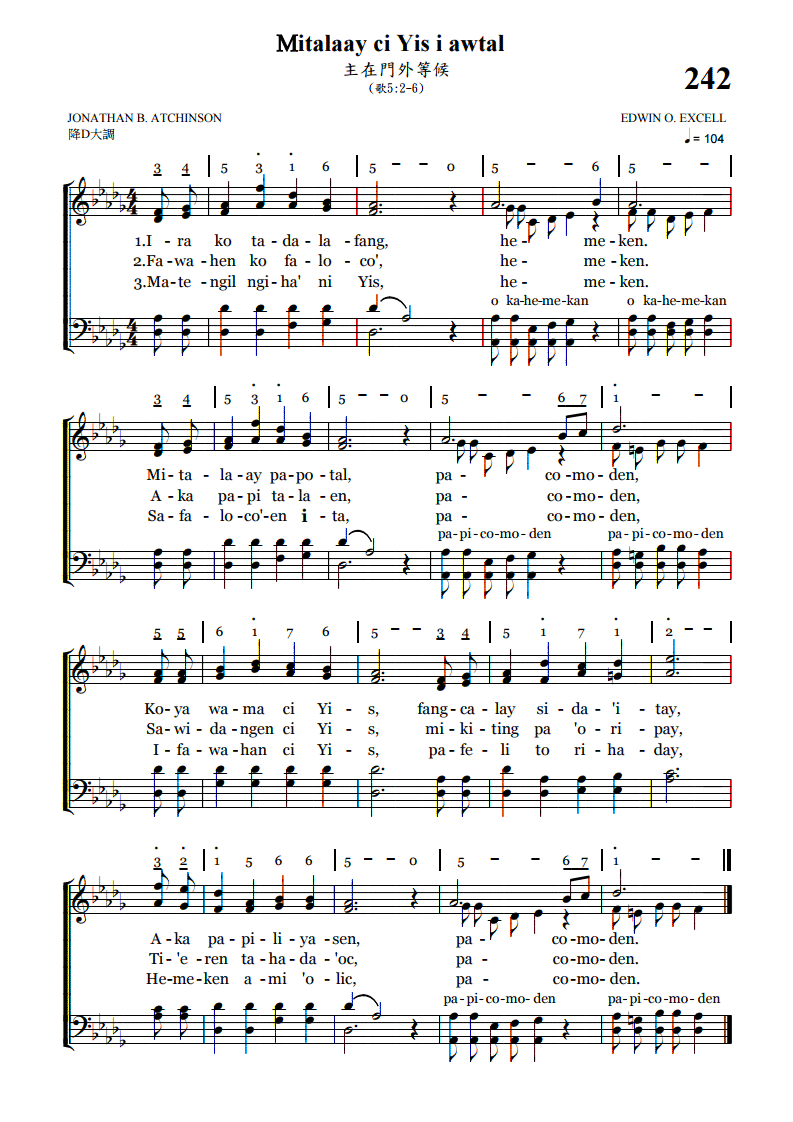 Mitalaay ci Yis i awtal
主在門外等候
(歌5:2-6)
242
JONATHAN B. ATCHINSON
EDWIN O. EXCELL
降D大調
♩ = 104
3 4 | 5 3 1 6 | 5 – – 0 | 5 – – 6 | 5 – – |
1.I - ra ko ta - da - la - fang, he - me - ken.
2.Fa - wa - hen ko fa - lo - co', he - me - ken.
3.Ma - te - ngil ngi - ha' ni Yis, he - me - ken.
o ka-he-me-kan o ka-he-me-kan
3 4 | 5 3 1 6 | 5 – – 0 | 5 – – 6 7 | 1 – – |
Mi - ta - la - ay pa - po - tal, pa - co - mo - den,
A - ka pa - pi ta - la - en, pa - co - mo - den,
Sa - fa - lo - co'-en i - ta, pa - co - mo - den,
pa-pi-co-mo-den pa-pi-co-mo-den
5 5 | 6 1 7 6 | 5 – – 3 4 | 5 1 7 1 | 2 – – |
Ko - ya wa - ma ci Yi - s, fang - ca - lay si - da - 'i - tay,
Sa - wi - da - ngen ci Yi - s, mi - ki - ting pa 'o - ri - pay,
I - fa - wa - han ci Yi - s, pa - fe - li to ri - ha - day,
3 2 | 1 5 6 6 | 5 – – 0 | 5 – – 6 7 | 1 – – |
A - ka pa - pi - li - ya - sen, pa - co - mo - den.
Ti - 'e - ren ta - ha - da - 'oc, pa - co - mo - den.
He - me - ken a - mi 'o - lic, pa - co - mo - den.
pa-pi-co-mo-den pa-pi-co-mo-den